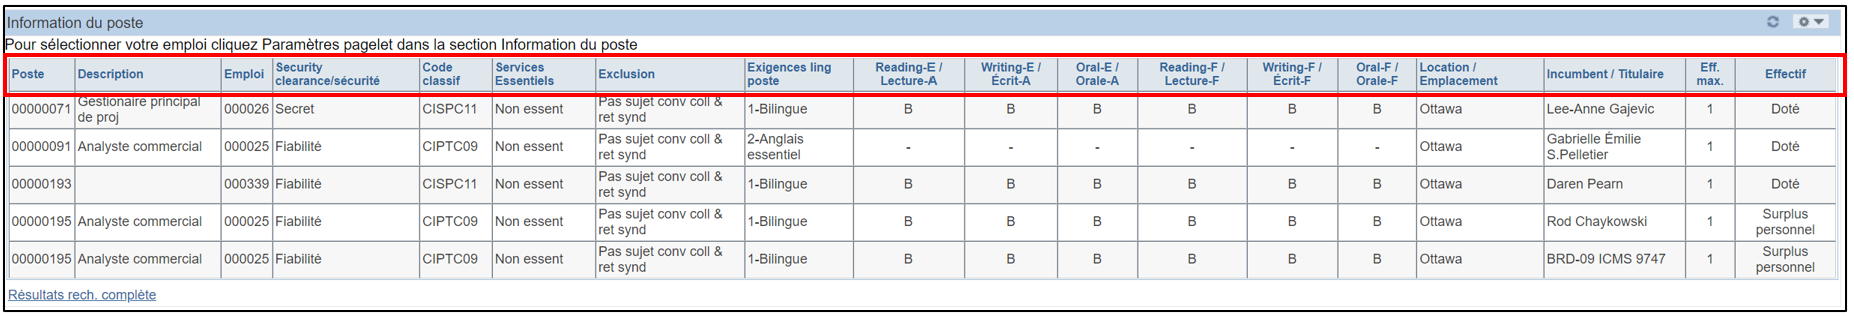 Information du poste
Pour sélectionner votre emploi cliquez Paramètres pagelet dans la section Information du poste
Poste Description Emploi Security clearance/sécurité Code classif Services Essentiels Exclusion Exigences ling poste Reading-E / Lecture-A Writing-E / Écrit-A Oral-E / Orale-A Reading-F / Lecture-F Writing-F / Écrit-F Oral-F / Orale-F Location / Emplacement Incumbent / Titulaire Eff. max. Effectif
00000071 Gestionaire principal de proj 000026 Secret CISPC11 Non essent Pas sujet conv coll & ret synd 1-Bilingue B B B B B B Ottawa Lee-Anne Gajevic 1 Doté
00000091 Analyste commercial 000025 Fiabilité CIPTC09 Non essent Pas sujet conv coll & ret synd 2-Anglais essentiel - - - - - - Ottawa Gabrielle Émilie S.Pelletier 1 Doté
00000193 000339 Fiabilité CISPC11 Non essent Pas sujet conv coll & ret synd 1-Bilingue B B B B B B Ottawa Daren Pearn 1 Doté
00000195 Analyste commercial 000025 Fiabilité CIPTC09 Non essent Pas sujet conv coll & ret synd 1-Bilingue B B B B B B Ottawa Rod Chaykowski 1 Surplus personnel
00000195 Analyste commercial 000025 Fiabilité CIPTC09 Non essent Pas sujet conv coll & ret synd 1-Bilingue B B B B B B Ottawa BRD-09 ICMS 9747 1 Surplus personnel
Résultats rech. complète